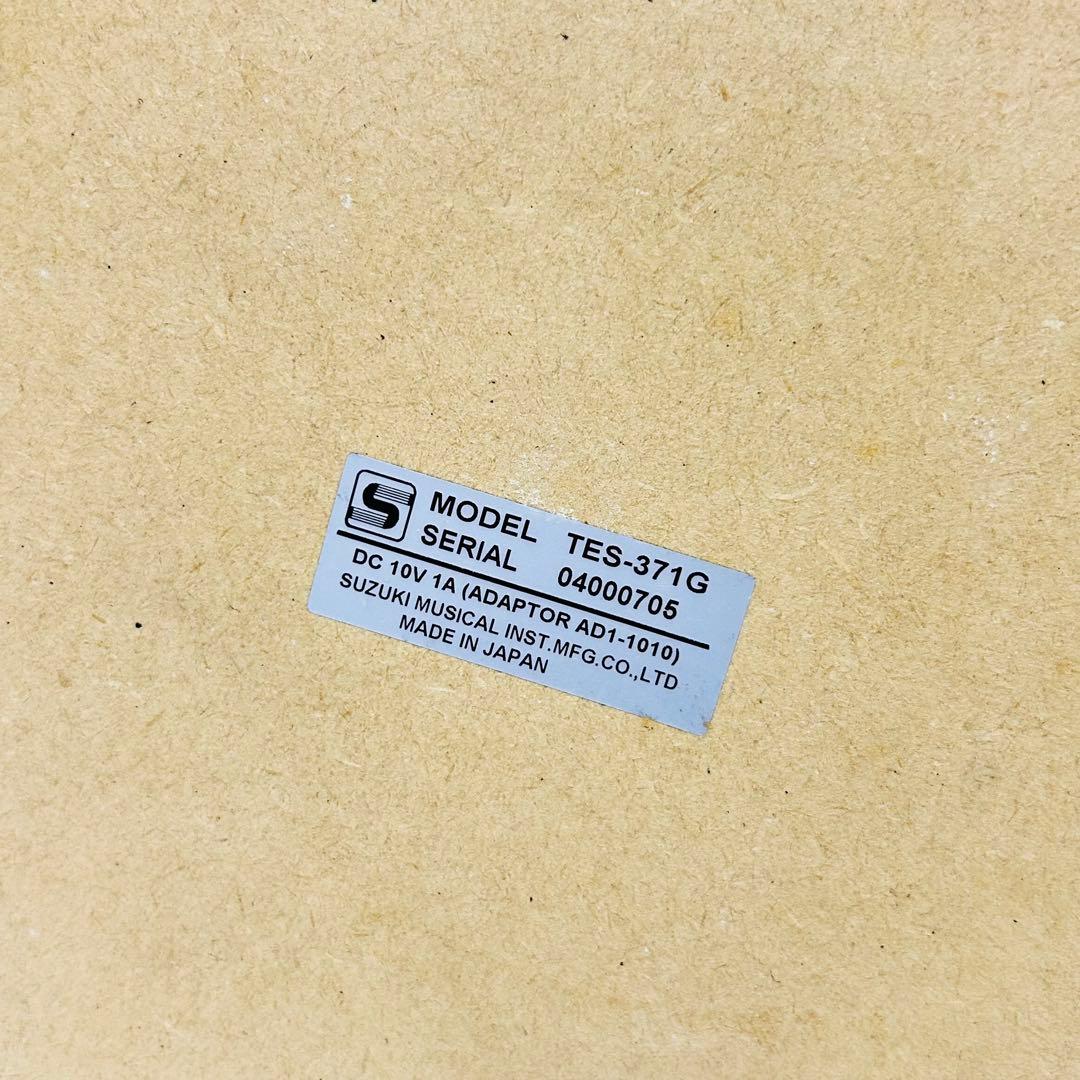 MODEL TES-371G
SERIAL 04000705
DC 10V 1A (ADAPTOR AD1-1010)
SUZUKI MUSICAL INST.MFG.CO.,LTD
MADE IN JAPAN